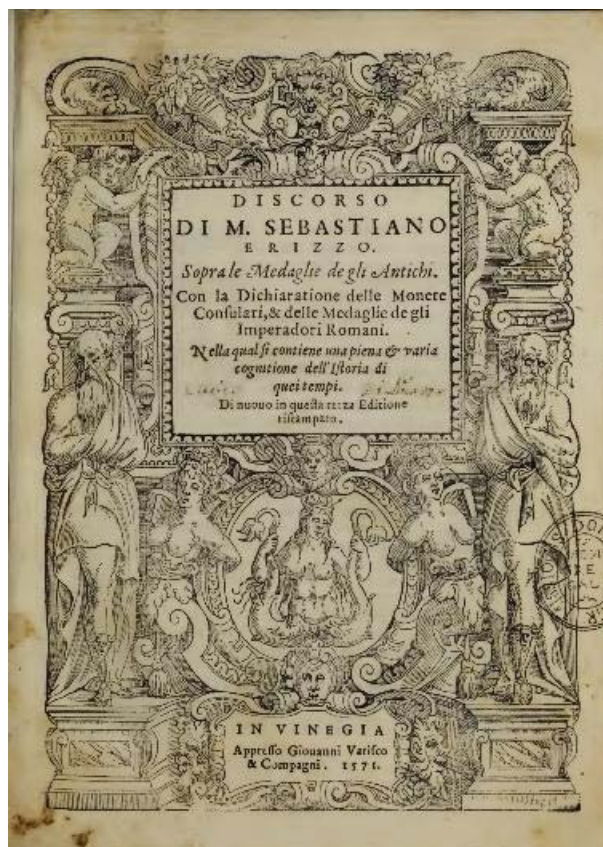 DISCORSO
DI M. SEBASTIANO
ERIZZO.
Sopra le Medaglie de gli Antichi.
Con la Dichiaratione delle Monete
Conſulari, & delle Medaglie de gli
Imperadori Romani.
Nella qual ſi contiene una piena & varia
cognitione dell'Iſtoria di
quei tempi.
Di nuouo in queſta terza Editione
riſtampato.
IN VINEGIA
Appreſſo Giouanni Variſco
& Compagni. 1571.